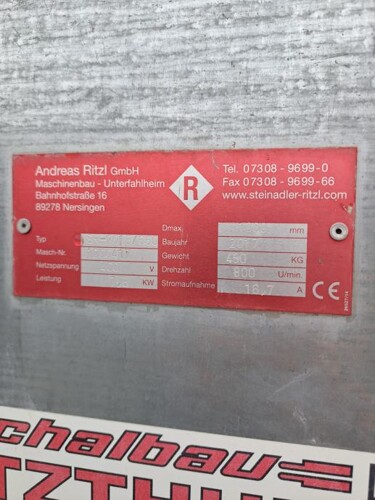 Andreas Ritzl GmbH
Maschinenbau - Unterfahlheim
Bahnhofstraße 16
89278 Nersingen
R
Tel. 07308 - 9699-0
Fax 07308 - 9699-66
www.steinadler-ritzl.com
Typ
Masch-Nr.
Netzspannung V
Leistung KW
Dmax. mm
Baujahr
Gewicht 490 KG
Drehzahl 800 U/min.
Stromaufnahme 16,7 A
CE
chalbau